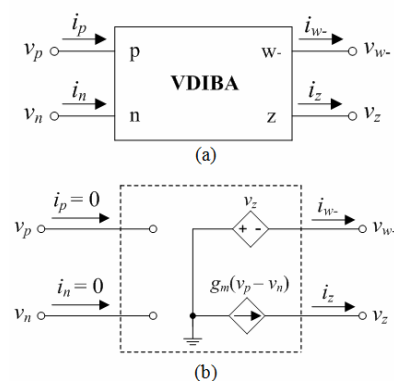 i_p i_w-
v_p p w- v_w-
VDIBA
i_n i_z
v_n n z v_z
(a)
i_p = 0 v_z i_w-
v_p + - v_w-
i_n = 0 g_m(v_p – v_n) i_z
v_n v_z
(b)